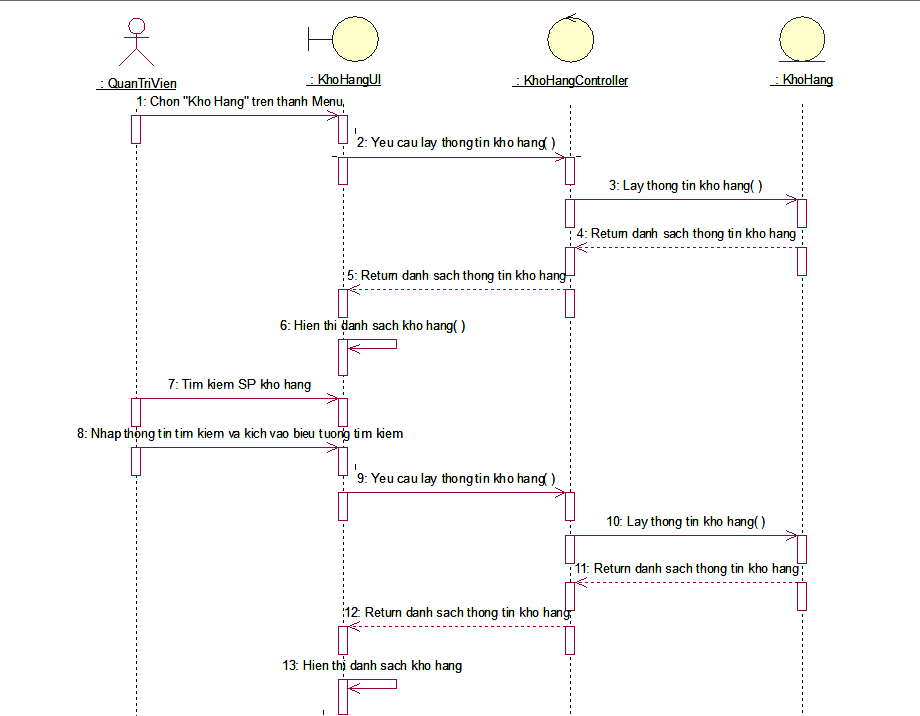 : QuanTriVien
: KhoHangUI
: KhoHangController
: KhoHang
1: Chon "Kho Hang" tren thanh Menu
2: Yeu cau lay thong tin kho hang( )
3: Lay thong tin kho hang( )
4: Return danh sach thong tin kho hang
5: Return danh sach thong tin kho hang
6: Hien thi danh sach kho hang( )
7: Tim kiem SP kho hang
8: Nhap thong tin tim kiem va kich vao bieu tuong tim kiem
9: Yeu cau lay thong tin kho hang( )
10: Lay thong tin kho hang( )
11: Return danh sach thong tin kho hang
12: Return danh sach thong tin kho hang
13: Hien thi danh sach kho hang